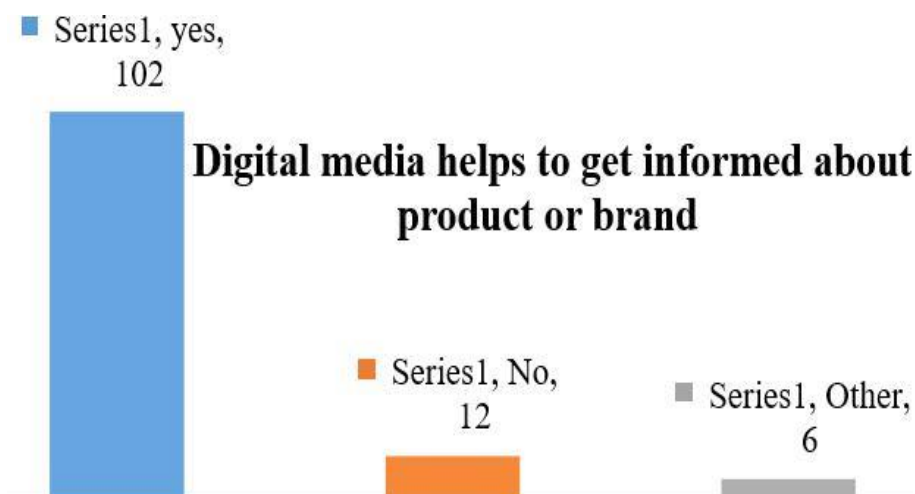 Series1, yes,
102
Digital media helps to get informed about
product or brand
Series1, No,
12
Series1, Other,
6